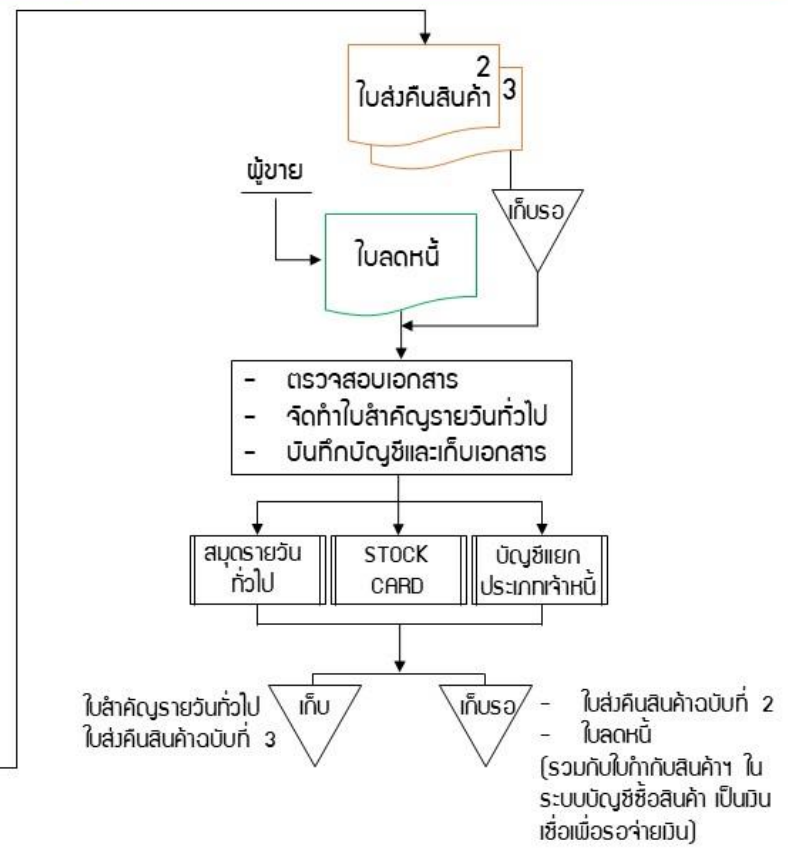 2
ใบส่งคืนสินค้า 3
ผู้ขาย
เก็บรอ
ใบลดหนี้
- ตรวจสอบเอกสาร
- จัดทำใบสำคัญรายวันทั่วไป
- บันทึกบัญชีและเก็บเอกสาร
สมุดรายวัน
ทั่วไป
STOCK
CARD
บัญชีแยก
ประเภทเจ้าหนี้
ใบสำคัญรายวันทั่วไป
ใบส่งคืนสินค้าฉบับที่ 3
เก็บ
เก็บรอ
- ใบส่งคืนสินค้าฉบับที่ 2
- ใบลดหนี้
(รวมกับใบกำกับสินค้าฯ ใน
ระบบบัญชีซื้อสินค้า เป็นเงิน
เชื่อเพื่อรอจ่ายเงิน)